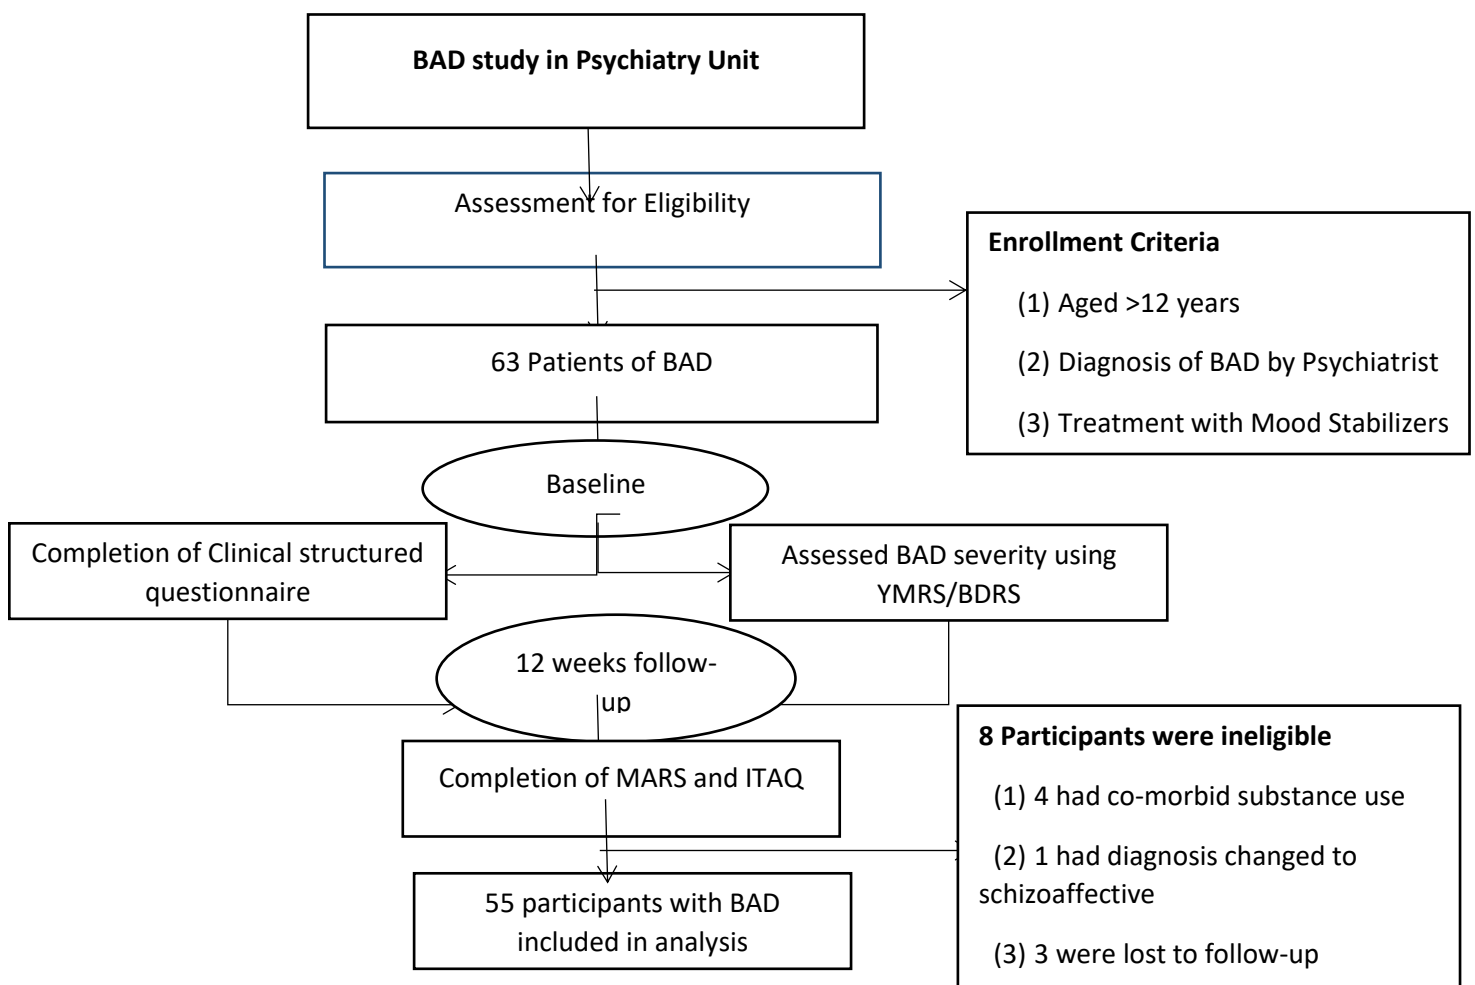 BAD study in Psychiatry Unit
Assessment for Eligibility
Enrollment Criteria
(1) Aged >12 years
(2) Diagnosis of BAD by Psychiatrist
(3) Treatment with Mood Stabilizers
63 Patients of BAD
Baseline
Completion of Clinical structured
questionnaire
Assessed BAD severity using
YMRS/BDRS
12 weeks follow-
up
Completion of MARS and ITAQ
8 Participants were ineligible
(1) 4 had co-morbid substance use
(2) 1 had diagnosis changed to
schizoaffective
(3) 3 were lost to follow-up
55 participants with BAD
included in analysis